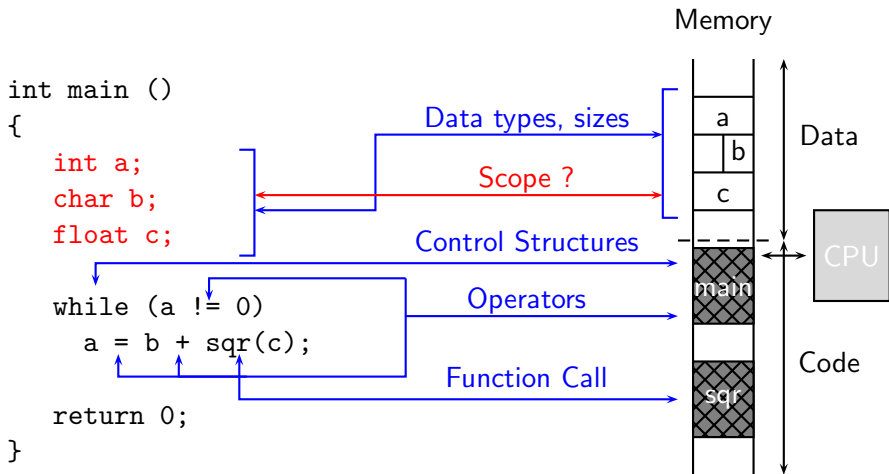 Memory
int main ()
{
int a;
char b;
float c;
while (a != 0)
a = b + sqr(c);
return 0;
}
Data types, sizes
Scope ?
Control Structures
Operators
Function Call
a
b
c
main
sqr
Data
Code
CPU